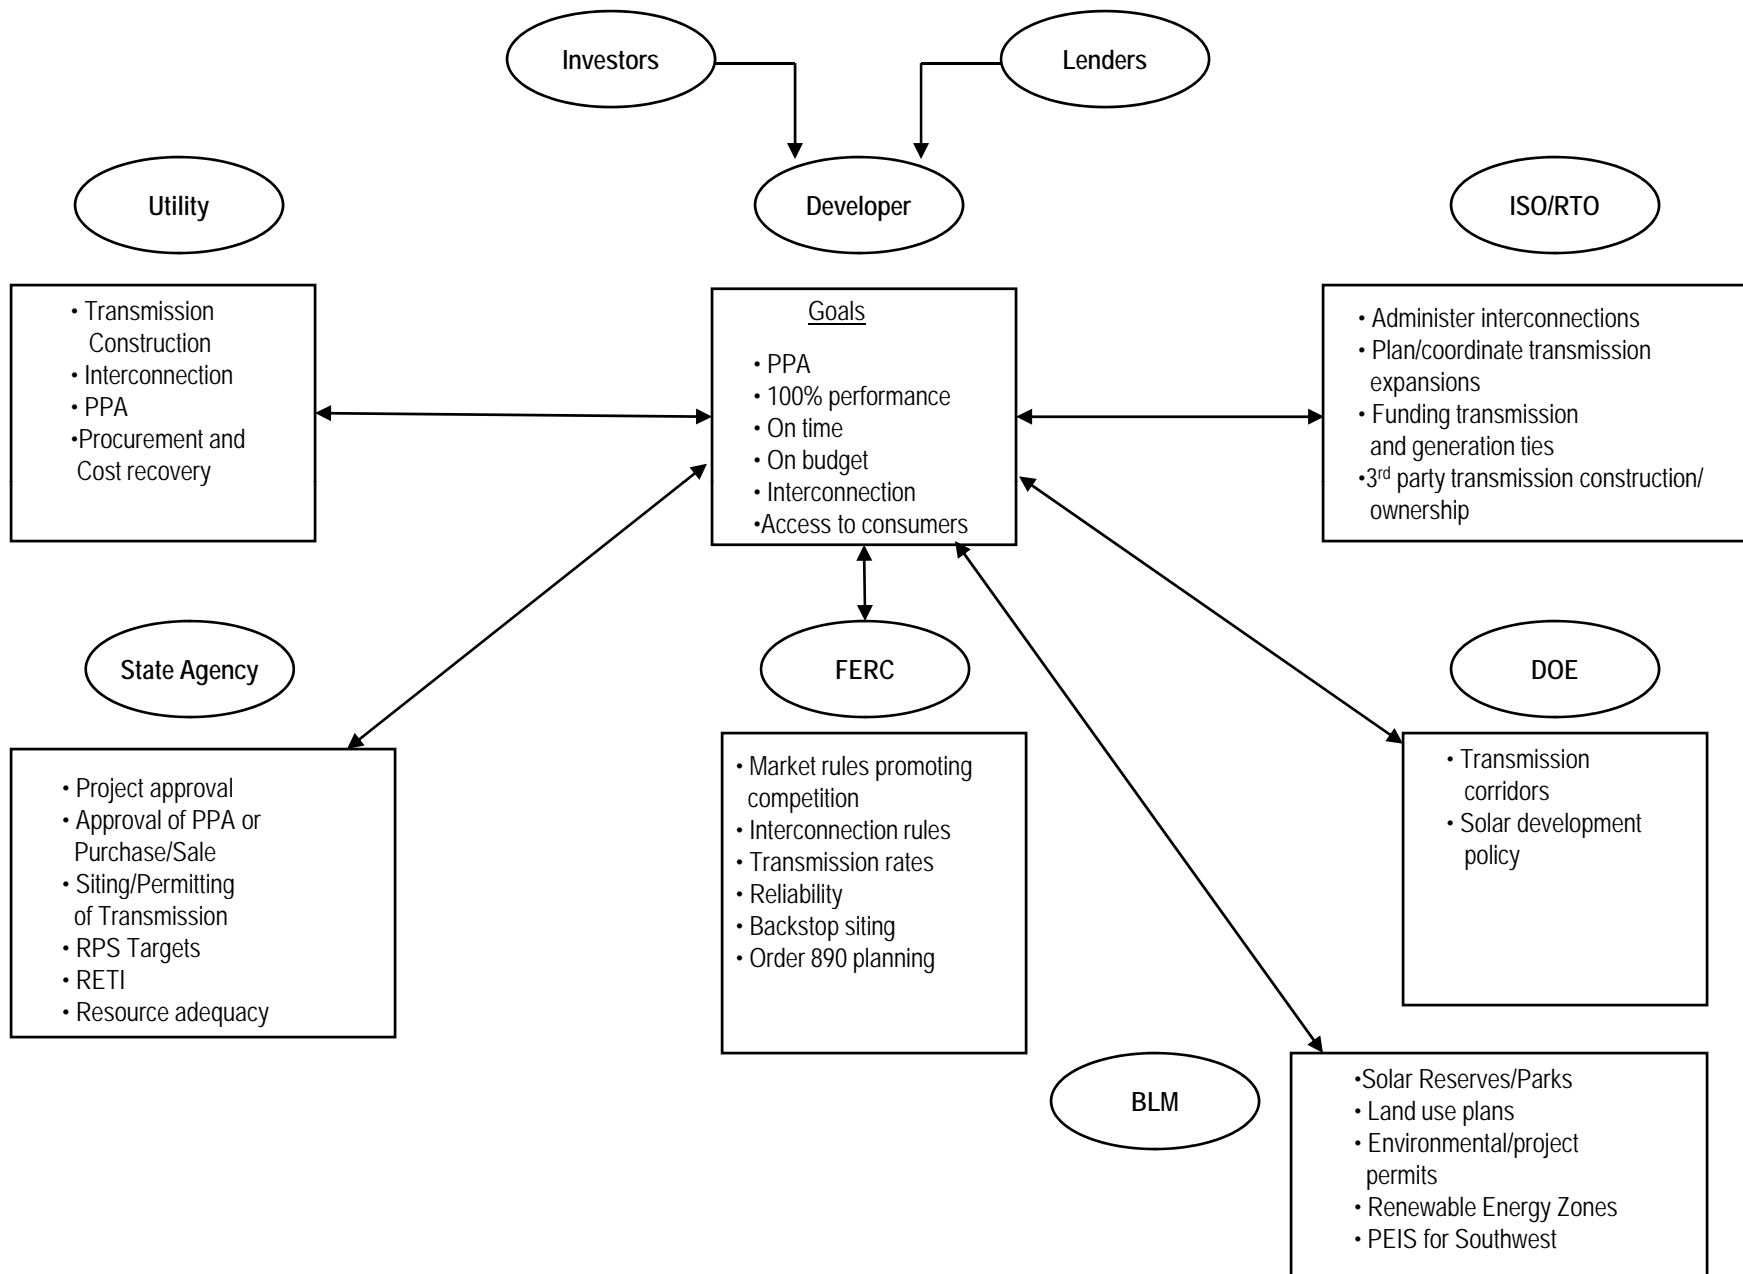 Investors
Lenders
Utility
Developer
ISO/RTO
• Transmission
Construction
• Interconnection
• PPA
•Procurement and
Cost recovery
Goals
• PPA
• 100% performance
• On time
• On budget
• Interconnection
•Access to consumers
• Administer interconnections
• Plan/coordinate transmission
expansions
• Funding transmission
and generation ties
•3rd party transmission construction/
ownership
State Agency
FERC
DOE
• Project approval
• Approval of PPA or
Purchase/Sale
• Siting/Permitting
of Transmission
• RPS Targets
• RETI
• Resource adequacy
• Market rules promoting
competition
• Interconnection rules
• Transmission rates
• Reliability
• Backstop siting
• Order 890 planning
• Transmission
corridors
• Solar development
policy
BLM
•Solar Reserves/Parks
• Land use plans
• Environmental/project
permits
• Renewable Energy Zones
• PEIS for Southwest